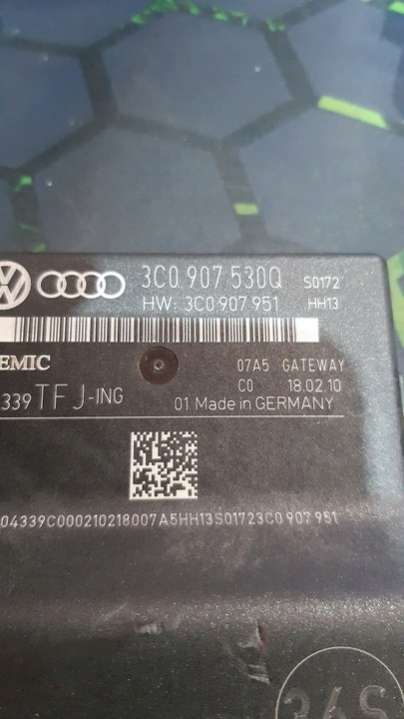 3C0 907 530Q S0172
HW: 3C0 907 951 HH13
EMIC
07A5 GATEWAY
C0 18.02.10
339 TFJ-ING 01 Made in GERMANY
04339C000210218007A5HH13S01723C0 907 951